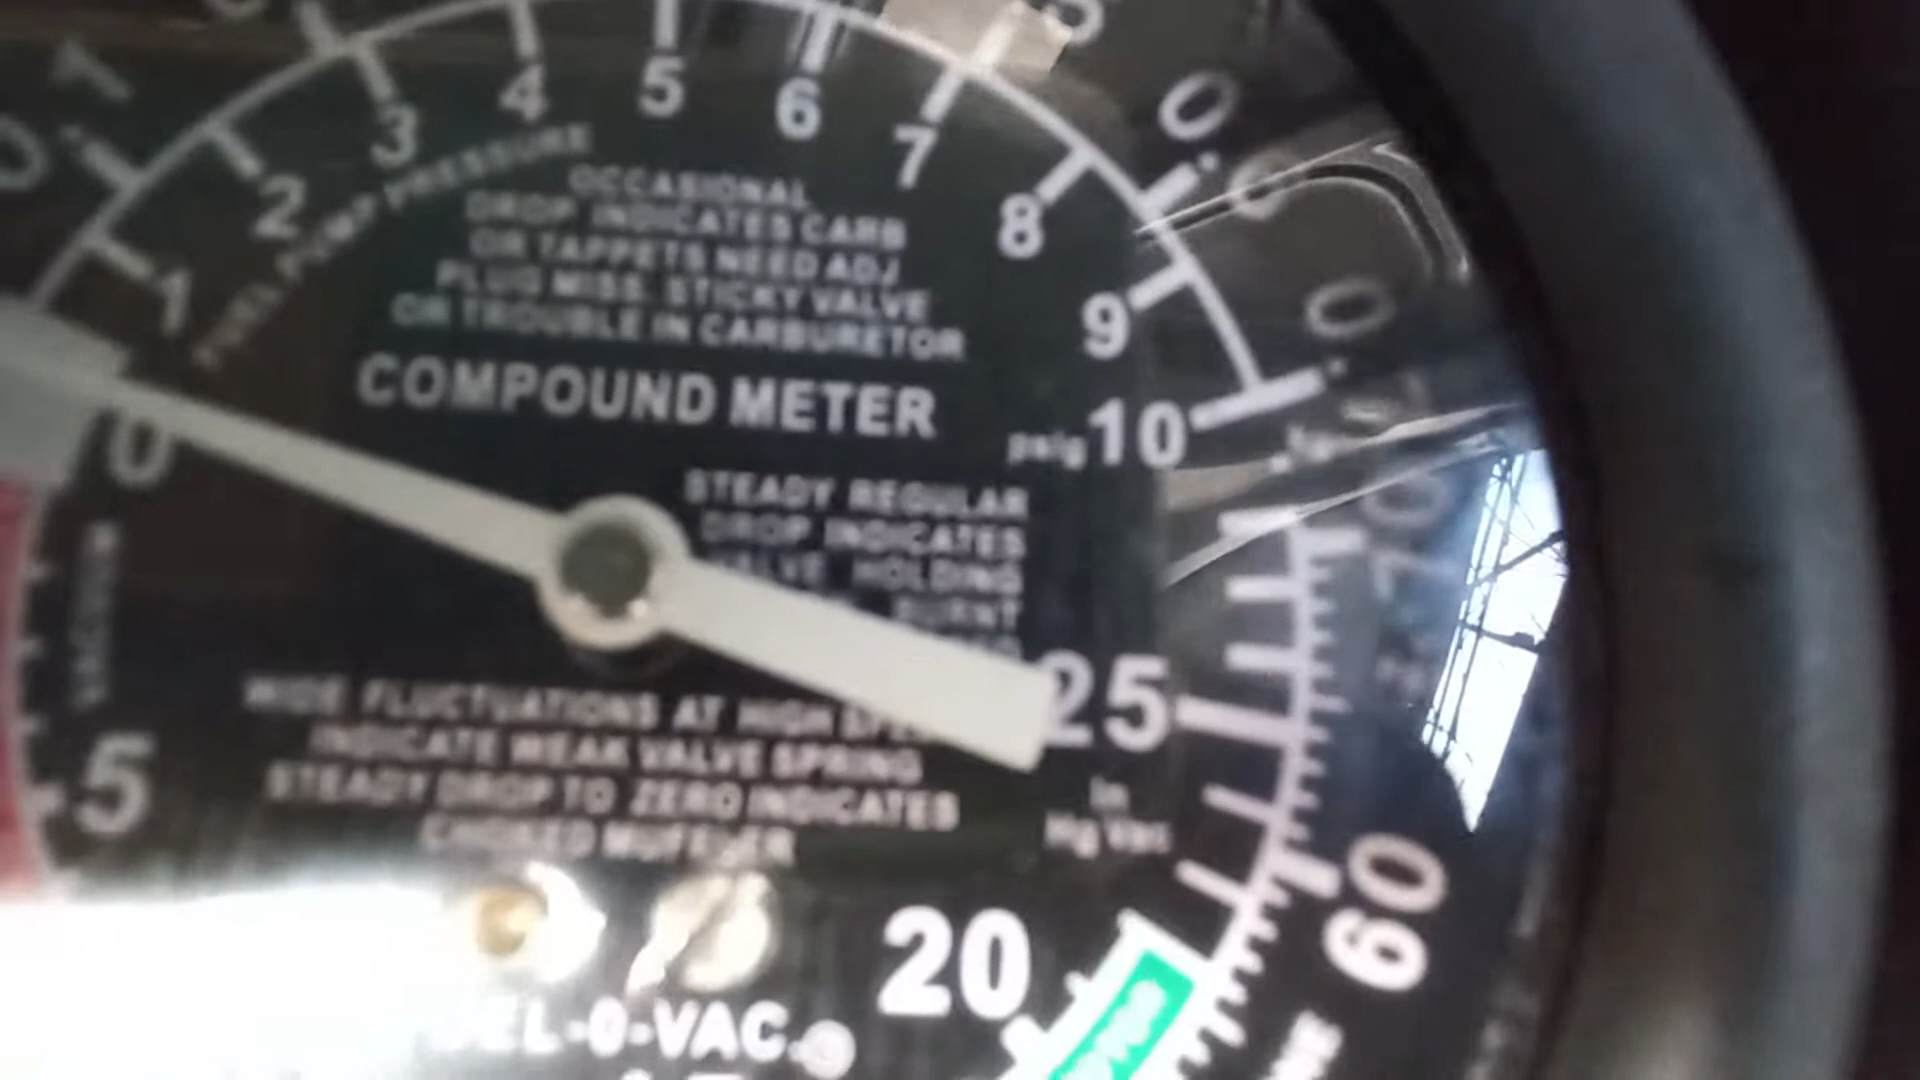 4 5 6
3 7
2 8
1 9
FUEL PUMP PRESSURE
OCCASIONAL
DROP INDICATES CARB
OR TAPPETS NEED ADJ
PLUG MISS. STICKY VALVE
OR TROUBLE IN CARBURETOR
COMPOUND METER
psig 10
0
STEADY REGULAR
DROP INDICATES
VALVE HOLDING
BURNT
VACUUM
70
25
in
Hg Vac
5
WIDE FLUCTUATIONS AT HIGH
INDICATE WEAK VALVE SPRING
STEADY DROP TO ZERO INDICATES
CHOKED MUFFLER
60
20
-0-VAC